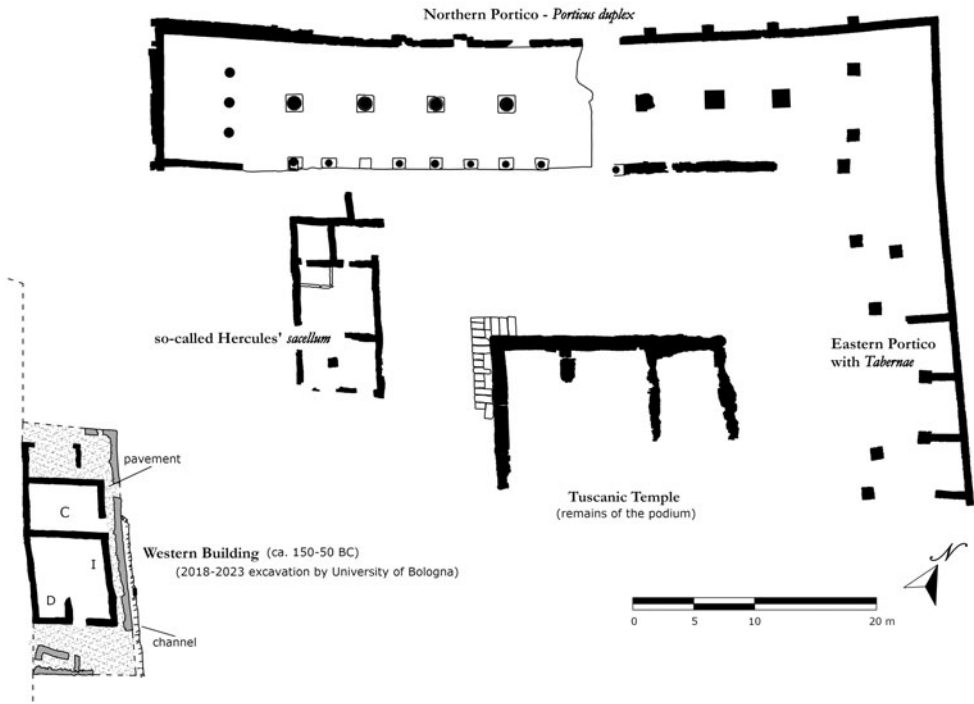 Northern Portico - Porticus duplex
so-called Hercules' sacellum
Eastern Portico
with Tabernae
pavement
C
Tuscanic Temple
(remains of the podium)
Western Building (ca. 150-50 BC)
(2018-2023 excavation by University of Bologna)
I
D
N
channel
0 5 10 20 m